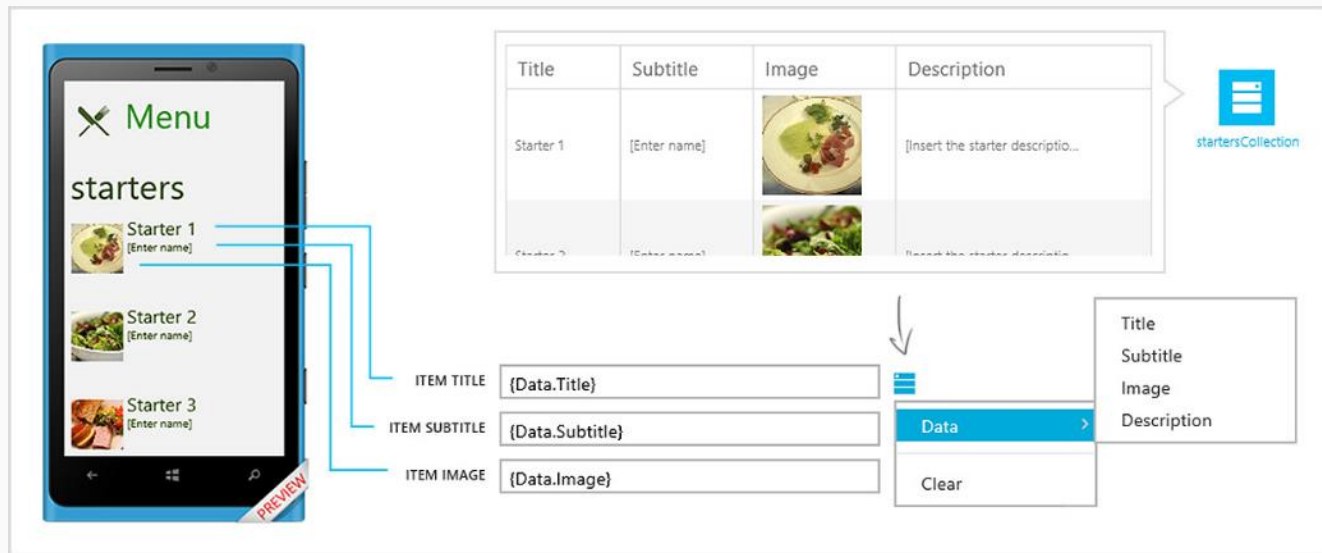 Menu
starters
Starter 1
[Enter name]
Starter 2
[Enter name]
Starter 3
[Enter name]
PREVIEW
Title Subtitle Image Description
Starter 1 [Enter name] [Insert the starter descriptio...
startersCollection
ITEM TITLE {Data.Title}
ITEM SUBTITLE {Data.Subtitle}
ITEM IMAGE {Data.Image}
Data
Clear
Title
Subtitle
Image
Description